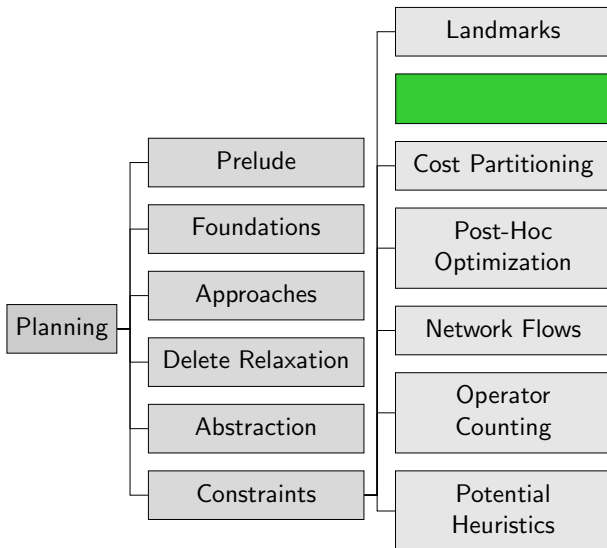 Landmarks
Cost Partitioning
Prelude
Post-Hoc
Optimization
Foundations
Approaches
Planning
Network Flows
Delete Relaxation
Operator
Counting
Abstraction
Constraints
Potential
Heuristics